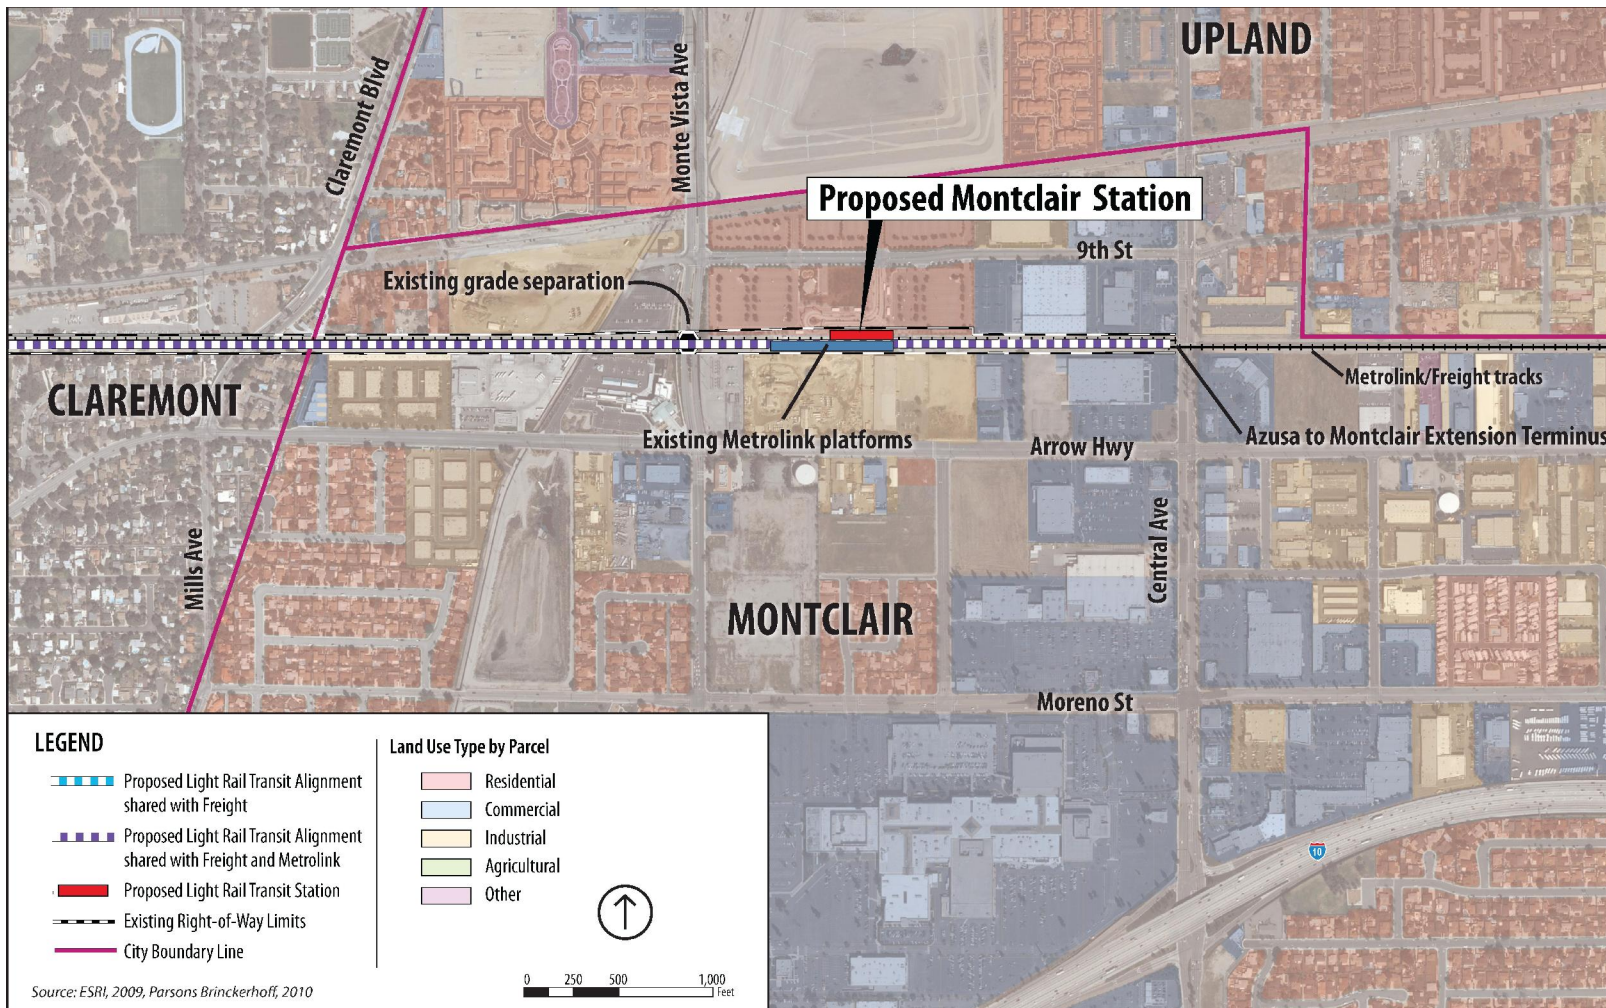 UPLAND
Claremont Blvd
Monte Vista Ave
Proposed Montclair Station
9th St
Existing grade separation
CLAREMONT
Metrolink/Freight tracks
Existing Metrolink platforms
Arrow Hwy
Azusa to Montclair Extension Terminus
Mills Ave
Central Ave
MONTCLAIR
Moreno St
LEGEND
Proposed Light Rail Transit Alignment
shared with Freight
Proposed Light Rail Transit Alignment
shared with Freight and Metrolink
Proposed Light Rail Transit Station
Existing Right-of-Way Limits
City Boundary Line
Land Use Type by Parcel
Residential
Commercial
Industrial
Agricultural
Other
0 250 500 1,000
Feet
10
Source: ESRI, 2009, Parsons Brinckerhoff, 2010